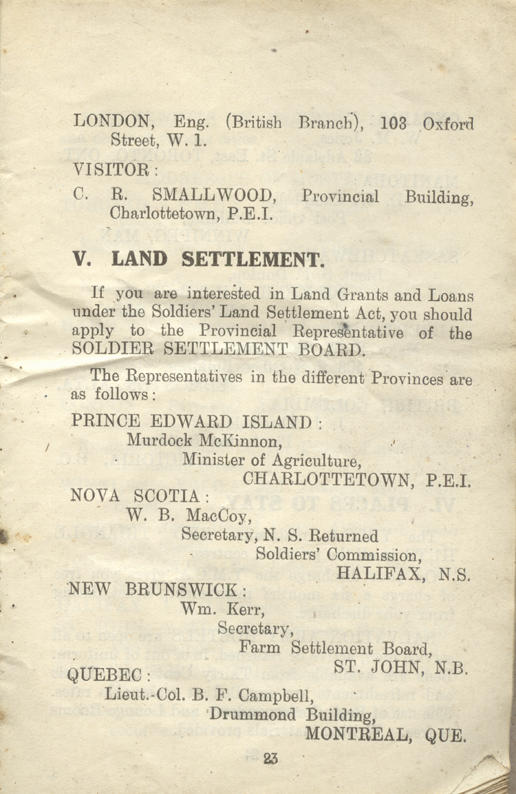 LONDON, Eng. (British Branch), 103 Oxford
Street, W. 1.
VISITOR:
C. R. SMALLWOOD, Provincial Building,
Charlottetown, P.E.I.
V. LAND SETTLEMENT.
If you are interested in Land Grants and Loans
under the Soldiers' Land Settlement Act, you should
apply to the Provincial Representative of the
SOLDIER SETTLEMENT BOARD.
The Representatives in the different Provinces are
as follows:
PRINCE EDWARD ISLAND:
Murdock McKinnon,
Minister of Agriculture,
CHARLOTTETOWN, P.E.I.
NOVA SCOTIA:
W. B. MacCoy,
Secretary, N. S. Returned
Soldiers' Commission,
HALIFAX, N.S.
NEW BRUNSWICK:
Wm. Kerr,
Secretary,
Farm Settlement Board,
ST. JOHN, N.B.
QUEBEC:
Lieut.-Col. B. F. Campbell,
Drummond Building,
MONTREAL, QUE.
23